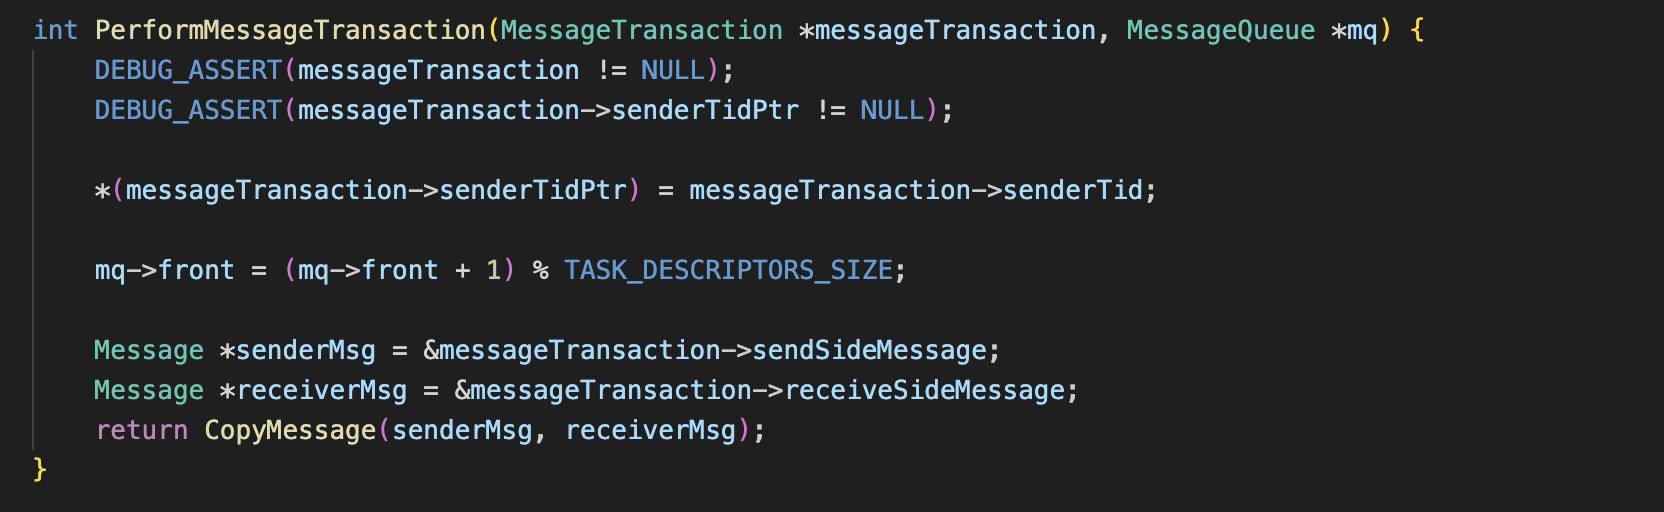 int PerformMessageTransaction(MessageTransaction *messageTransaction, MessageQueue *mq) {
    DEBUG_ASSERT(messageTransaction != NULL);
    DEBUG_ASSERT(messageTransaction->senderTidPtr != NULL);

    *(messageTransaction->senderTidPtr) = messageTransaction->senderTid;

    mq->front = (mq->front + 1) % TASK_DESCRIPTORS_SIZE;

    Message *senderMsg = &messageTransaction->sendSideMessage;
    Message *receiverMsg = &messageTransaction->receiveSideMessage;
    return CopyMessage(senderMsg, receiverMsg);
}